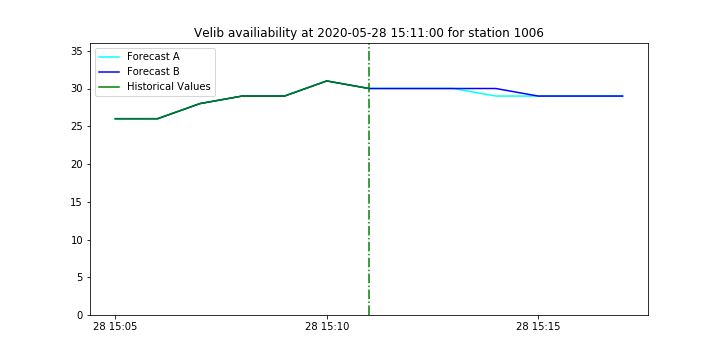 Velib availiability at 2020-05-28 15:11:00 for station 1006
Forecast A
Forecast B
Historical Values
35
30
25
20
15
10
5
0
28 15:05
28 15:10
28 15:15